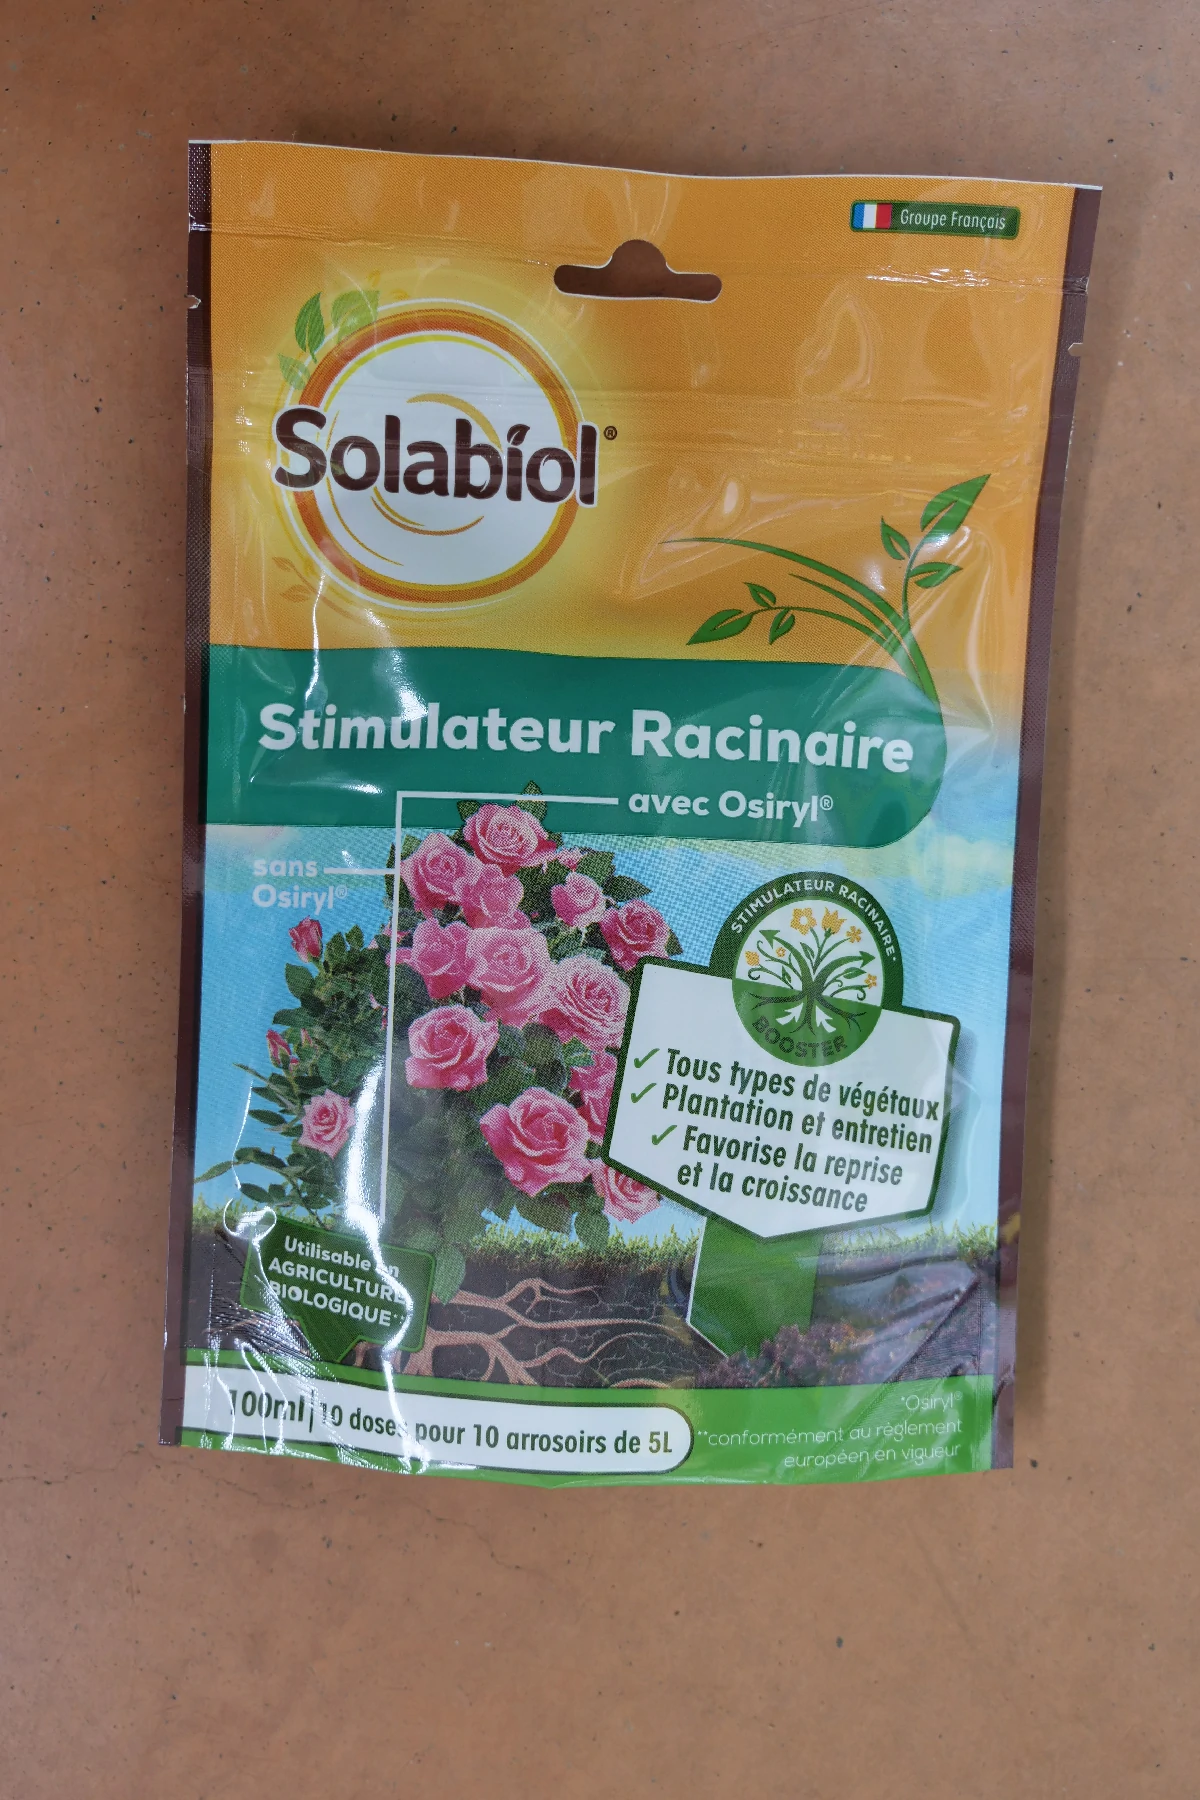 Groupe Français
Solabiol®
Stimulateur Racinaire
avec Osiryl®
sans
Osiryl®
STIMULATEUR RACINAIRE*
BOOSTER
✓ Tous types de végétaux
✓ Plantation et entretien
✓ Favorise la reprise
et la croissance
Utilisable en
AGRICULTURE
BIOLOGIQUE**
100ml | 10 doses pour 10 arrosoirs de 5L
*Osiryl®
**conformément au règlement
européen en vigueur